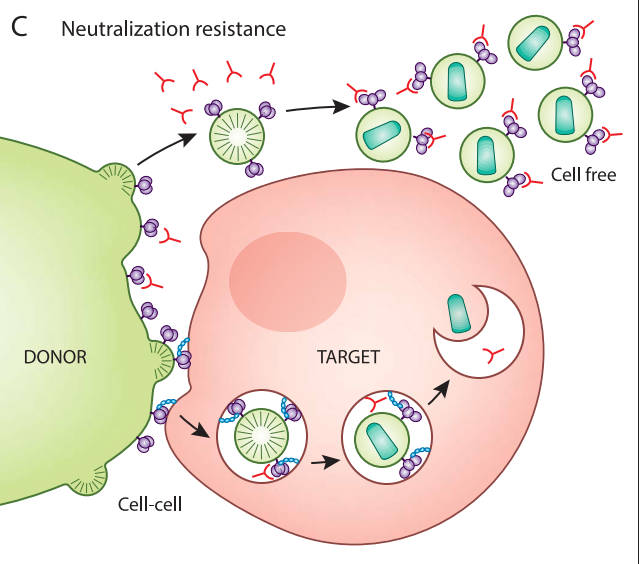 C Neutralization resistance
Cell free
DONOR
TARGET
Cell-cell